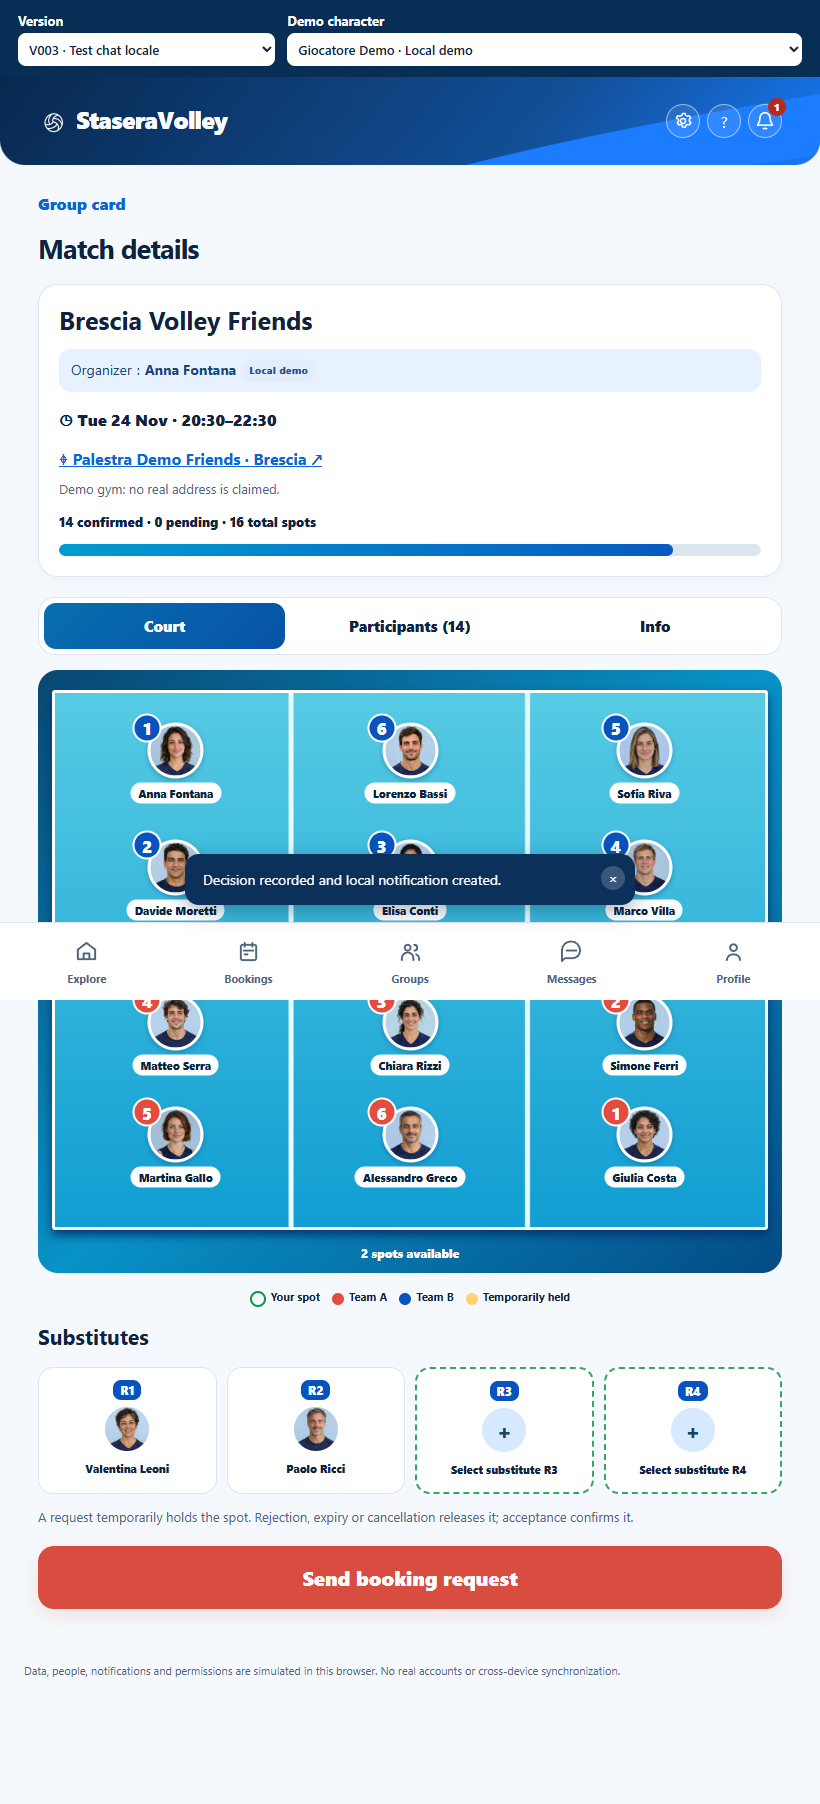 Version
Demo character
V003 · Test chat locale
Giocatore Demo · Local demo
StaseraVolley
?
1
Group card
Match details
Brescia Volley Friends
Organizer : Anna Fontana Local demo
Tue 24 Nov · 20:30–22:30
Palestra Demo Friends · Brescia ↗
Demo gym: no real address is claimed.
14 confirmed · 0 pending · 16 total spots
Court
Participants (14)
Info
1
6
5
Anna Fontana
Lorenzo Bassi
Sofia Riva
2
3
4
Decision recorded and local notification created.
×
Davide Moretti
Elisa Conti
Marco Villa
Explore
Bookings
Groups
Messages
Profile
4
3
2
Matteo Serra
Chiara Rizzi
Simone Ferri
5
6
1
Martina Gallo
Alessandro Greco
Giulia Costa
2 spots available
Your spot
Team A
Team B
Temporarily held
Substitutes
R1
R2
R3
R4
+
+
Valentina Leoni
Paolo Ricci
Select substitute R3
Select substitute R4
A request temporarily holds the spot. Rejection, expiry or cancellation releases it; acceptance confirms it.
Send booking request
Data, people, notifications and permissions are simulated in this browser. No real accounts or cross-device synchronization.